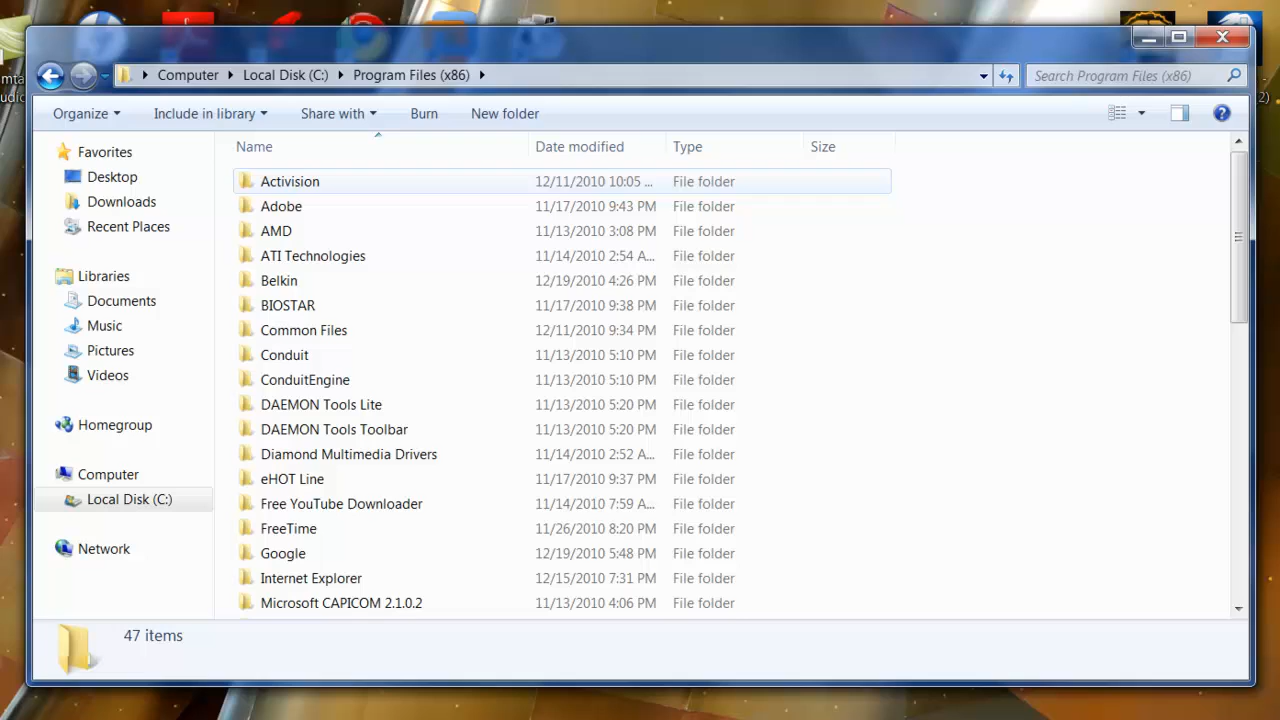 Computer Local Disk (C:) Program Files (x86) Search Program Files (x86)
Organize Include in library Share with Burn New folder
Name Date modified Type Size
Favorites
Desktop
Downloads
Recent Places
Libraries
Documents
Music
Pictures
Videos
Homegroup
Computer
Local Disk (C:)
Network
Activision 12/11/2010 10:05 ... File folder
Adobe 11/17/2010 9:43 PM File folder
AMD 11/13/2010 3:08 PM File folder
ATI Technologies 11/14/2010 2:54 A... File folder
Belkin 12/19/2010 4:26 PM File folder
BIOSTAR 11/17/2010 9:38 PM File folder
Common Files 12/11/2010 9:34 PM File folder
Conduit 11/13/2010 5:10 PM File folder
ConduitEngine 11/13/2010 5:10 PM File folder
DAEMON Tools Lite 11/13/2010 5:20 PM File folder
DAEMON Tools Toolbar 11/13/2010 5:20 PM File folder
Diamond Multimedia Drivers 11/14/2010 2:52 A... File folder
eHOT Line 11/17/2010 9:37 PM File folder
Free YouTube Downloader 11/14/2010 7:59 A... File folder
FreeTime 11/26/2010 8:20 PM File folder
Google 12/19/2010 5:48 PM File folder
Internet Explorer 12/15/2010 7:31 PM File folder
Microsoft CAPICOM 2.1.0.2 11/13/2010 4:06 PM File folder
47 items